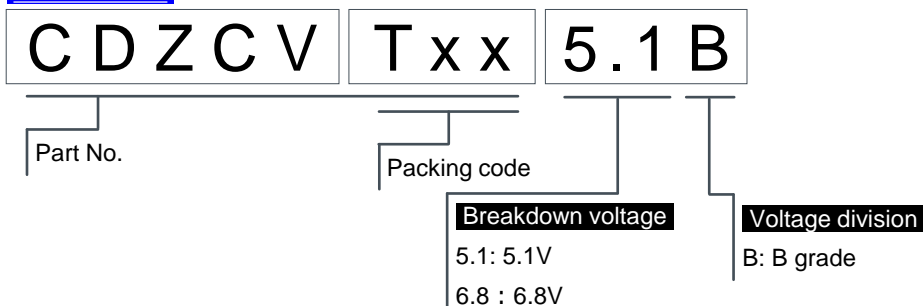 CDZCV Txx 5.1B
Part No.
Packing code
Breakdown voltage
5.1: 5.1V
6.8 : 6.8V
Voltage division
B: B grade